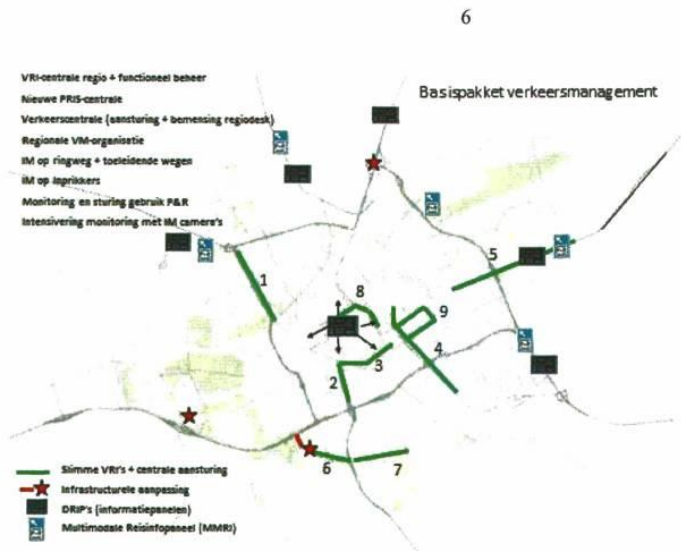 6
Basispakket verkeersmanagement
VRI-centrale regio + functioneel beheer
Nieuwe PRIS-centrale
Verkeerscentrale (aansturing + bemensing regiodesk)
Regionale VM-organisatie
IM op ringweg + toeleidende wegen
IM op inprikkers
Monitoring en sturing gebruik P&R
Intensivering monitoring met IM camera's
1
5
8
9
4
3
2
6
7
Slimme VRI's + centrale aansturing
Infrastructurele aanpassing
DRIP's (informatiepanelen)
Multimodale Reisinfopaneel (MMRI)